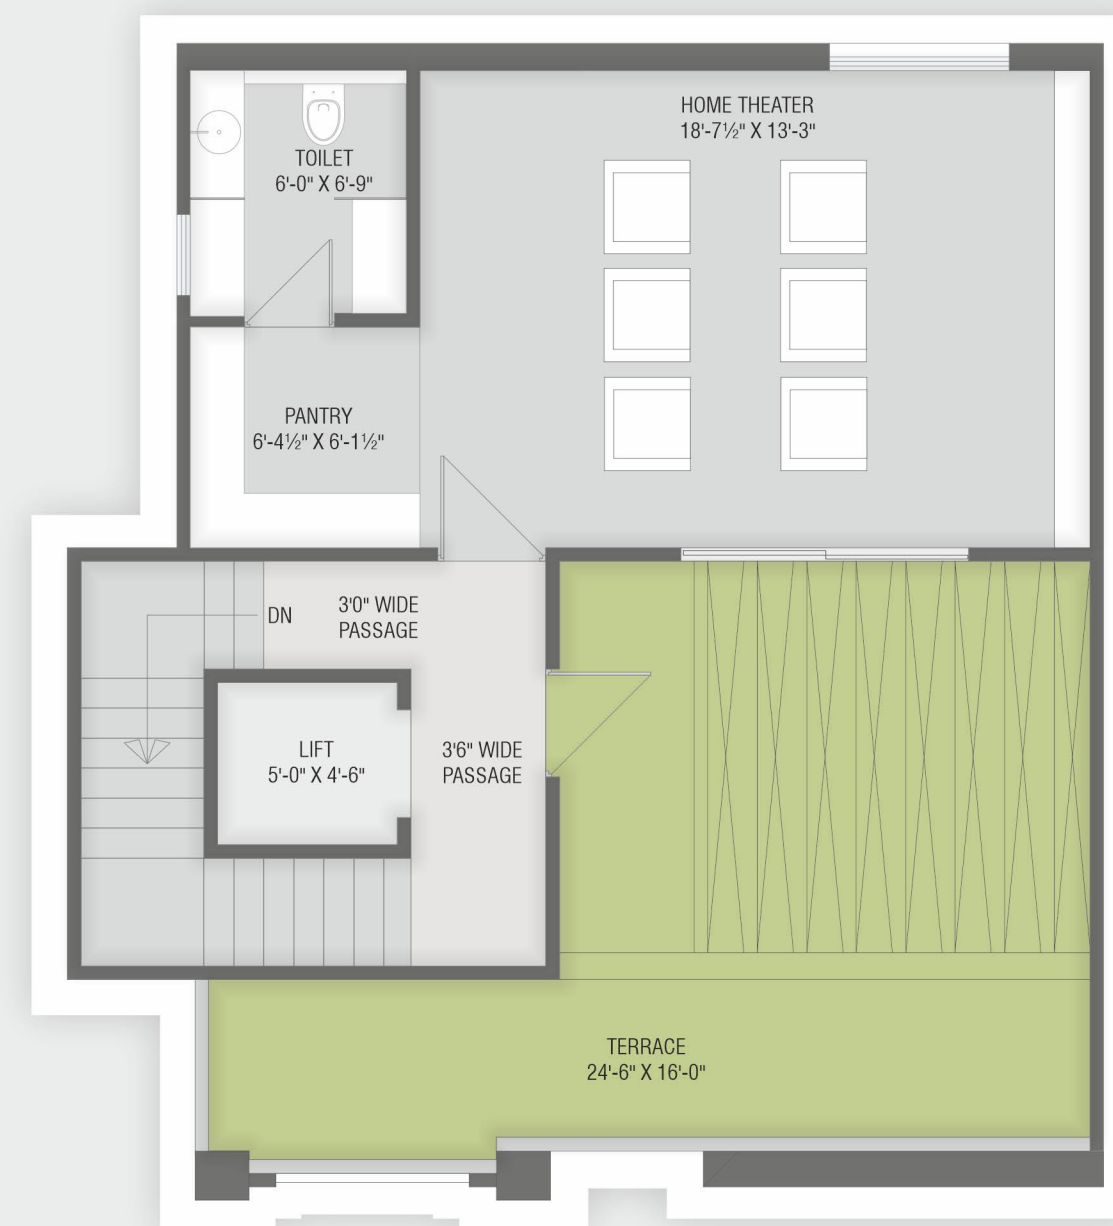 HOME THEATER
18'-7½" X 13'-3"
TOILET
6'-0" X 6'-9"
PANTRY
6'-4½" X 6'-1½"
DN
3'0" WIDE
PASSAGE
LIFT
5'-0" X 4'-6"
3'6" WIDE
PASSAGE
TERRACE
24'-6" X 16'-0"